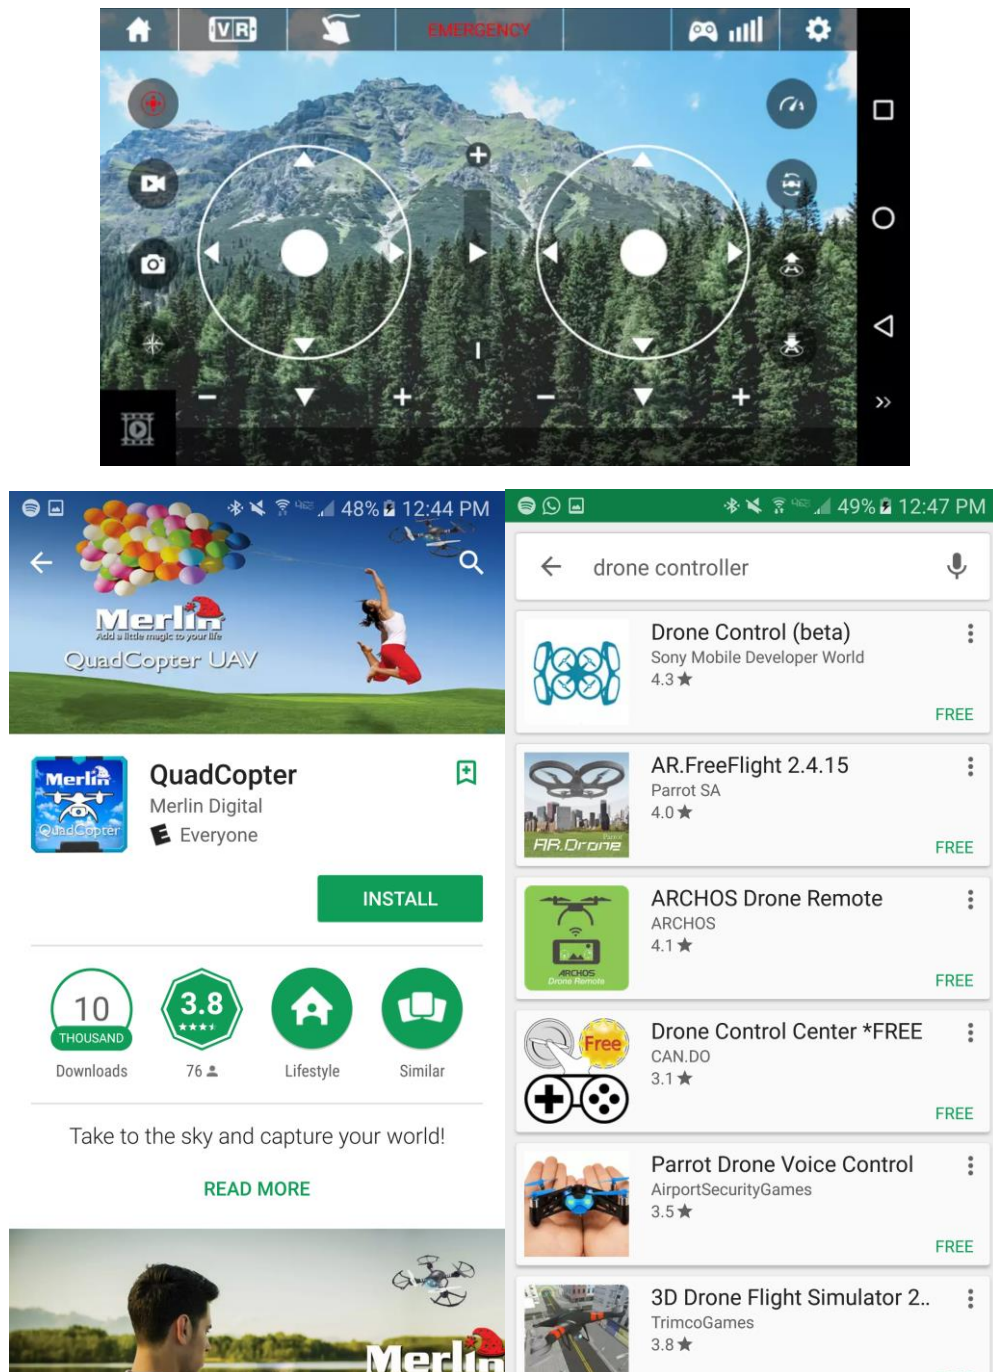 VR
EMERGENCY
48% 12:44 PM
Merlin
Add a little magic to your life
QuadCopter UAV
Merlin
QuadCopter
QuadCopter
Merlin Digital
E Everyone
INSTALL
10
THOUSAND
Downloads
3.8
76
Lifestyle
Similar
Take to the sky and capture your world!
READ MORE
Merlin
49% 12:47 PM
drone controller
Drone Control (beta)
Sony Mobile Developer World
4.3★
FREE
Parrot
AR.Drone
AR.FreeFlight 2.4.15
Parrot SA
4.0★
FREE
ARCHOS
Drone Remote
ARCHOS Drone Remote
ARCHOS
4.1★
FREE
Free
Drone Control Center *FREE
CAN.DO
3.1★
FREE
Parrot Drone Voice Control
AirportSecurityGames
3.5★
FREE
3D Drone Flight Simulator 2..
TrimcoGames
3.8★